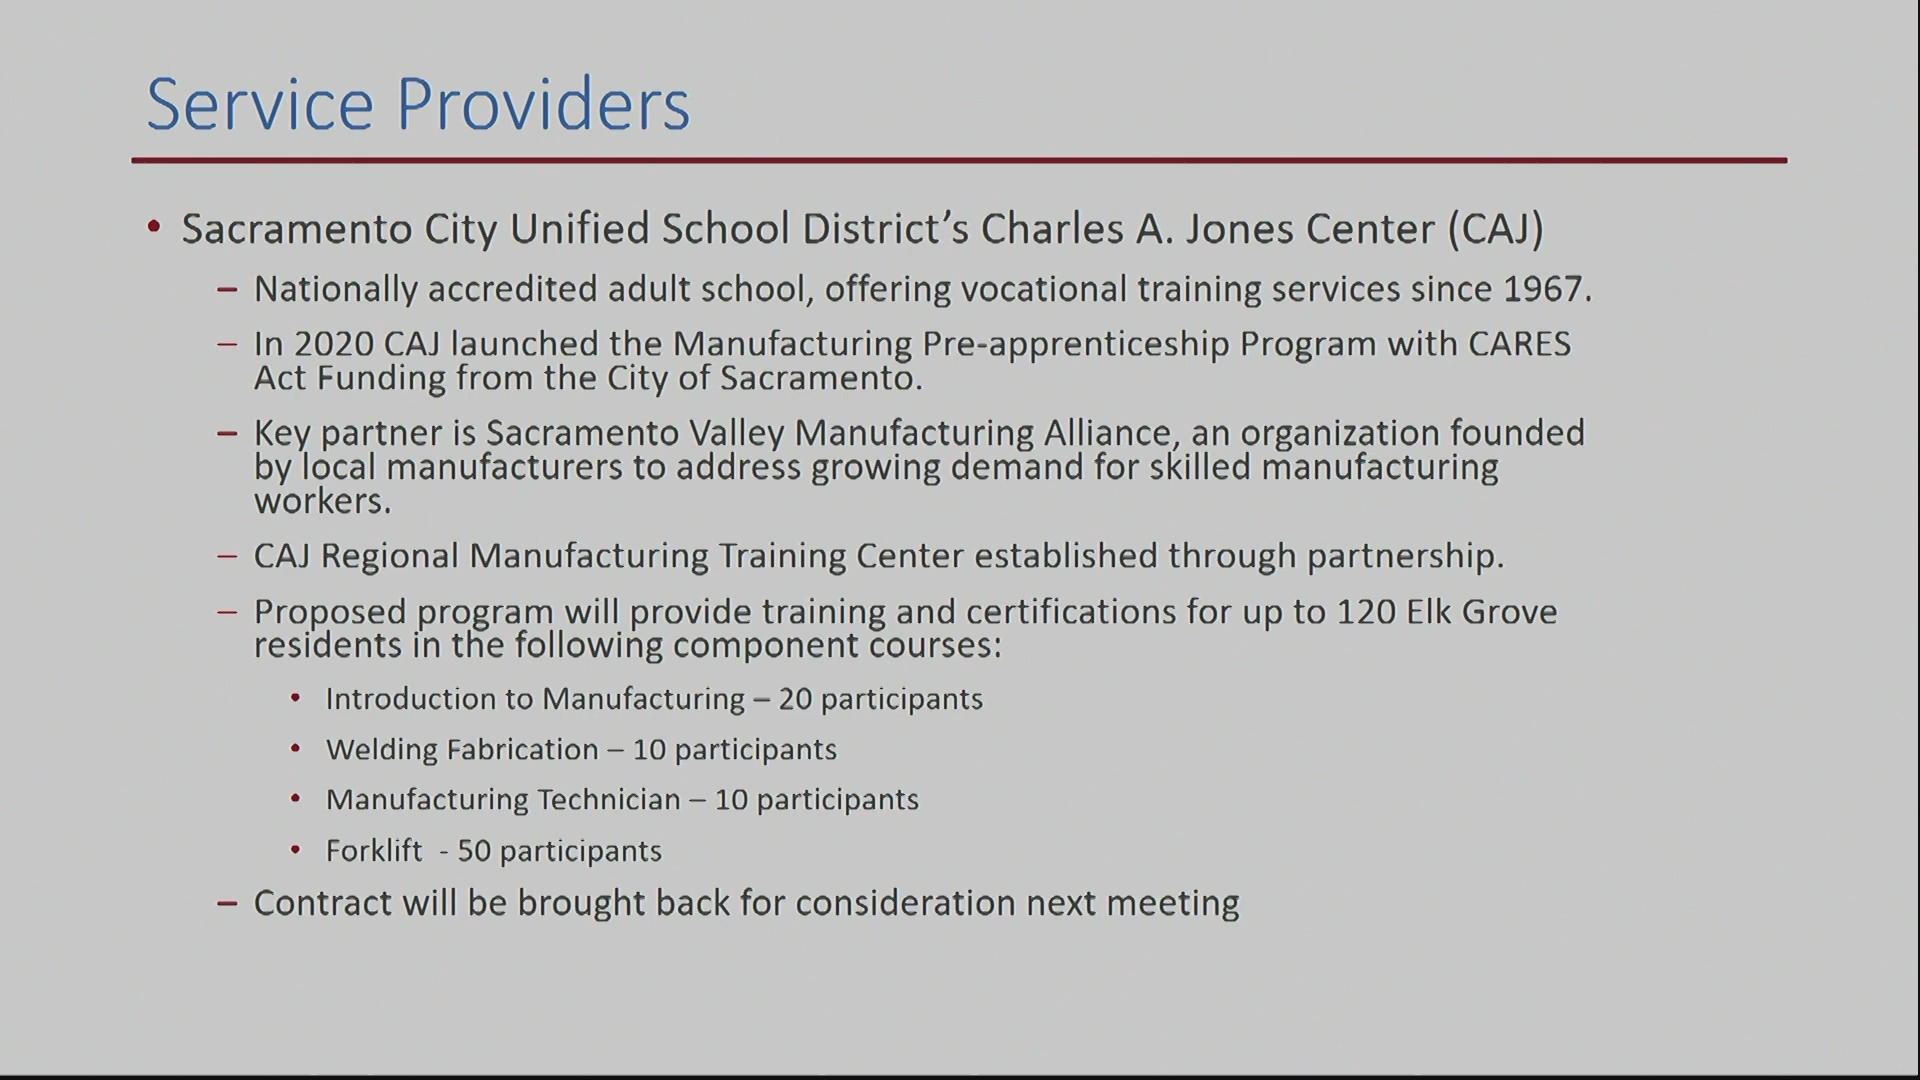 Service Providers
• Sacramento City Unified School District’s Charles A. Jones Center (CAJ)
– Nationally accredited adult school, offering vocational training services since 1967.
– In 2020 CAJ launched the Manufacturing Pre-apprenticeship Program with CARES
Act Funding from the City of Sacramento.
– Key partner is Sacramento Valley Manufacturing Alliance, an organization founded
by local manufacturers to address growing demand for skilled manufacturing
workers.
– CAJ Regional Manufacturing Training Center established through partnership.
– Proposed program will provide training and certifications for up to 120 Elk Grove
residents in the following component courses:
• Introduction to Manufacturing – 20 participants
• Welding Fabrication – 10 participants
• Manufacturing Technician – 10 participants
• Forklift  - 50 participants
– Contract will be brought back for consideration next meeting